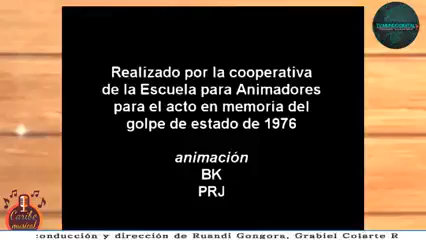 Realizado por la cooperativa
de la Escuela para Animadores
para el acto en memoria del
golpe de estado de 1976
animación
BK
PRJ
Caribe
musical
conducción y dirección de Ruandi Gongora, Grabiel Colarte R